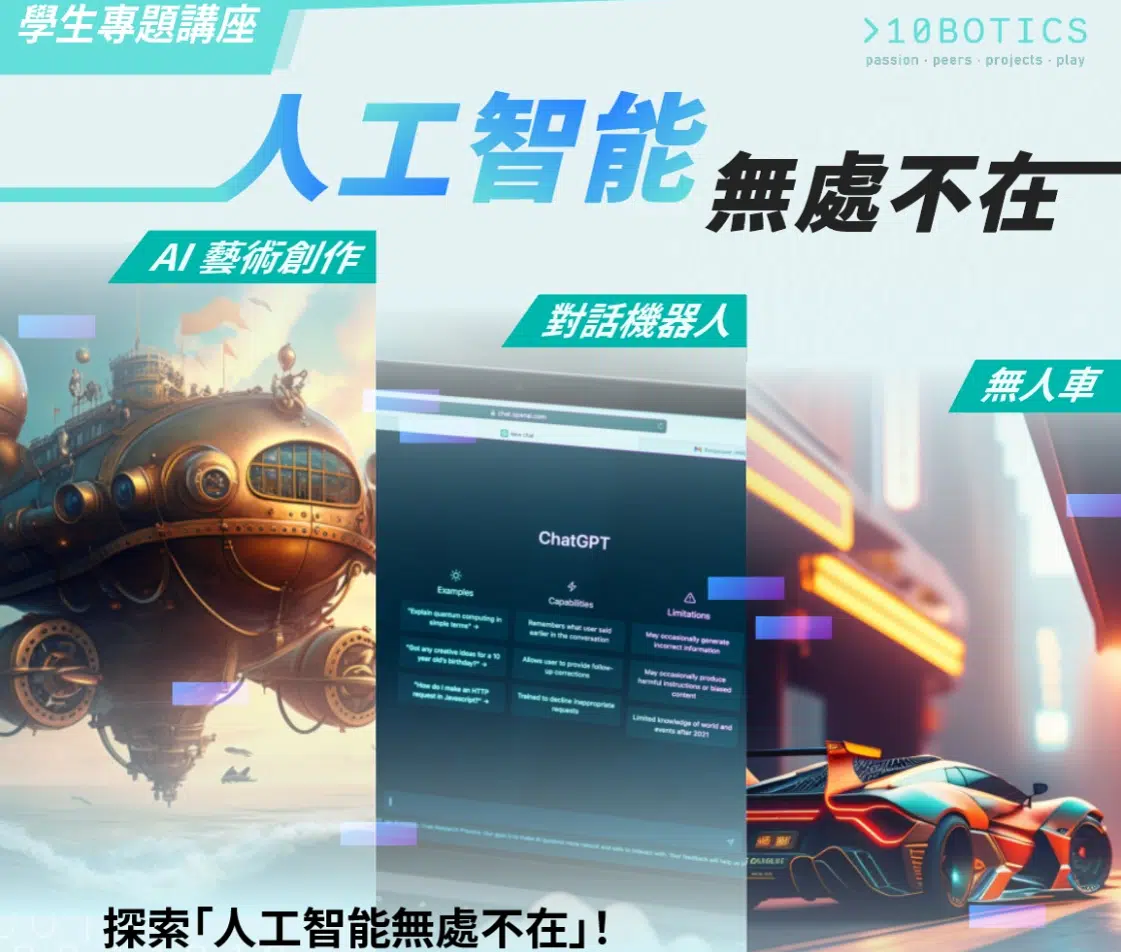 學生專題講座
>10BOTICS
passion · peers · projects · play
人工智能
無處不在
AI 藝術創作
對話機器人
無人車
chat.openai.com
New chat
ChatGPT
Examples
Capabilities
Limitations
"Explain quantum computing in simple terms" →
Remembers what user said earlier in the conversation
May occasionally generate incorrect information
"Got any creative ideas for a 10 year old's birthday?" →
Allows user to provide follow-up corrections
May occasionally produce harmful instructions or biased content
"How do I make an HTTP request in Javascript?" →
Trained to decline inappropriate requests
Limited knowledge of world and events after 2021
探索「人工智能無處不在」!